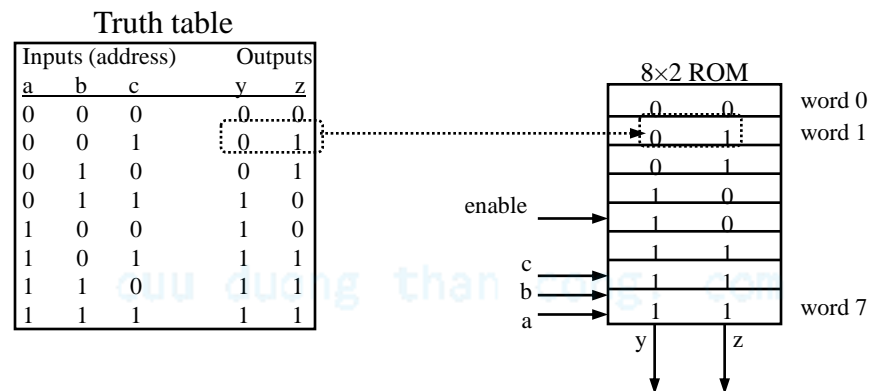 Truth table
Inputs (address) Outputs
a b c y z
0 0 0 0 0
0 0 1 0 1
0 1 0 0 1
0 1 1 1 0
1 0 0 1 0
1 0 1 1 1
1 1 0 1 1
1 1 1 1 1
8×2 ROM
0 0 word 0
0 1 word 1
0 1
1 0
enable
1 0
1 1
c
1 1
b
1 1 word 7
a
y z
cuu duong than cong. com